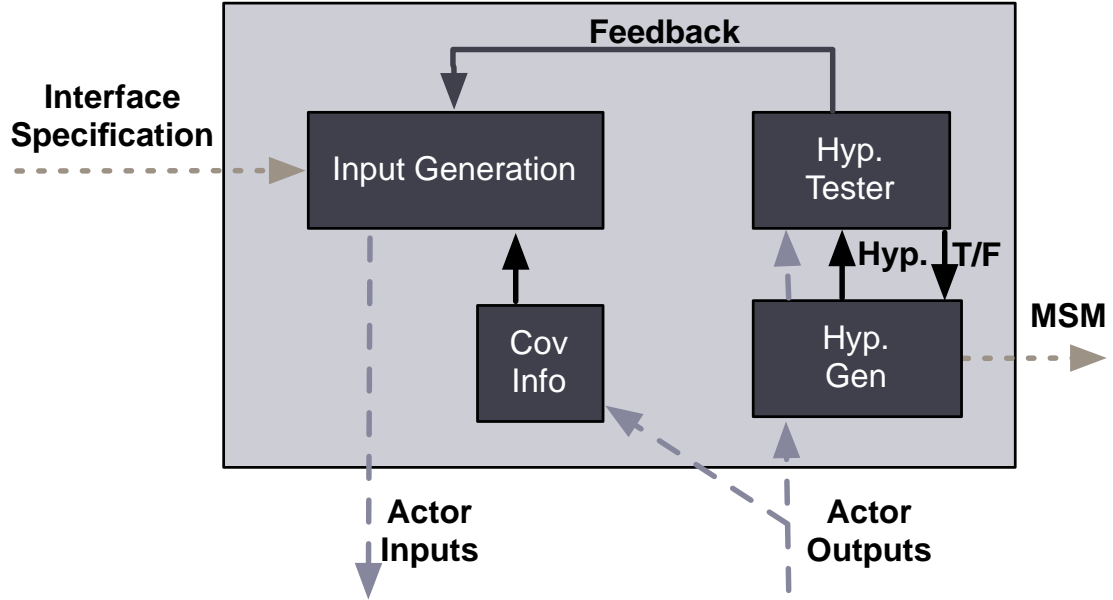 Feedback
Interface
Specification
Input Generation
Hyp.
Tester
Hyp.
T/F
Cov
Info
Hyp.
Gen
MSM
Actor
Inputs
Actor
Outputs